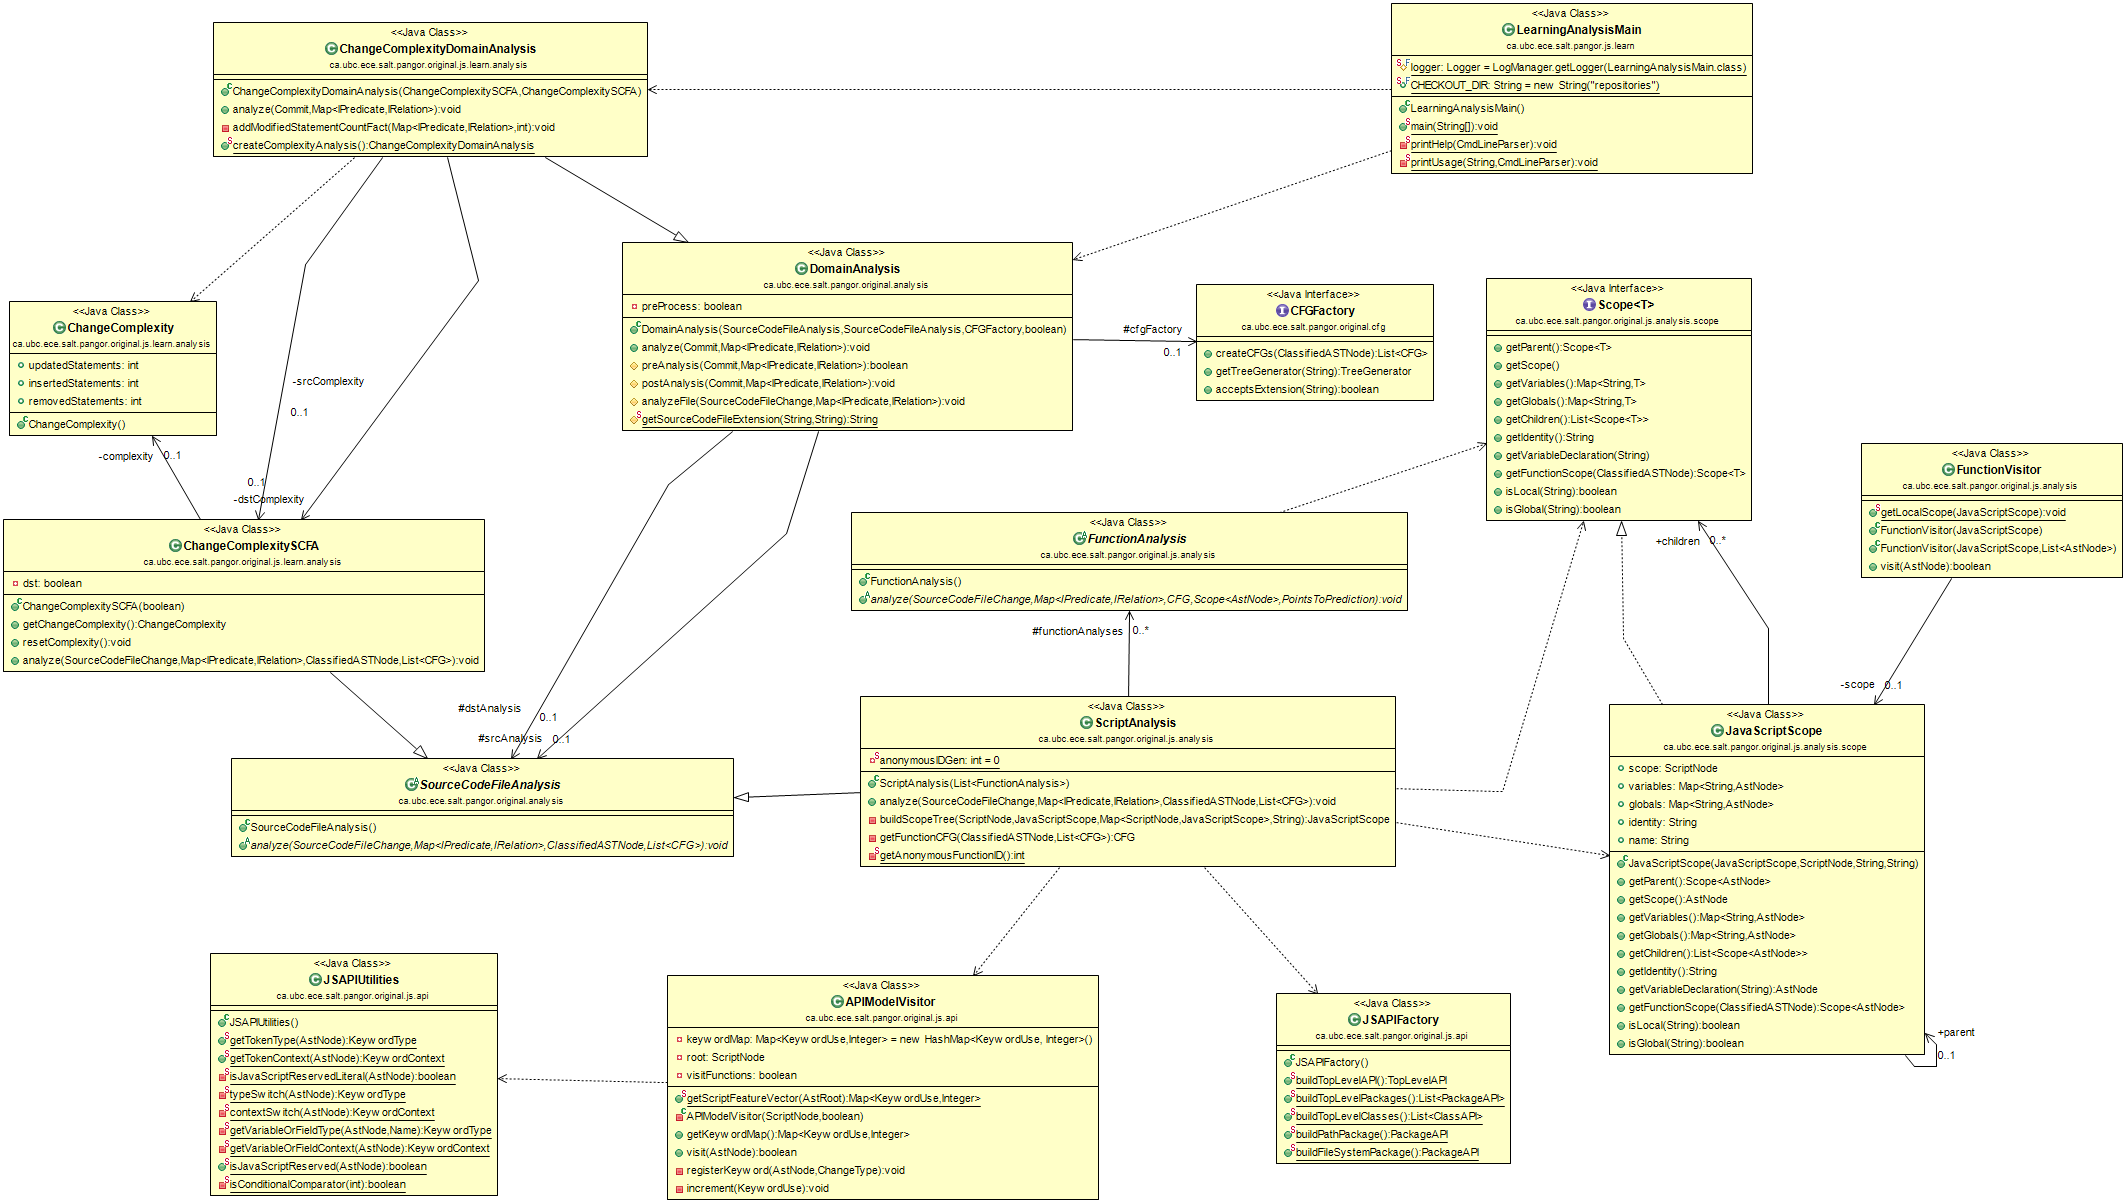 <<Java Class>>
ChangeComplexityDomainAnalysis
ca.ubc.ece.salt.pangor.original.js.learn.analysis
ChangeComplexityDomainAnalysis(ChangeComplexitySCFA,ChangeComplexitySCFA)
analyze(Commit,Map<IPredicate,IRelation>):void
addModifiedStatementCountFact(Map<IPredicate,IRelation>,int):void
createComplexityAnalysis():ChangeComplexityDomainAnalysis
<<Java Class>>
LearningAnalysisMain
ca.ubc.ece.salt.pangor.js.learn
logger: Logger = LogManager.getLogger(LearningAnalysisMain.class)
CHECKOUT_DIR: String = new String("repositories")
LearningAnalysisMain()
main(String[]):void
printHelp(CmdLineParser):void
printUsage(String,CmdLineParser):void
<<Java Class>>
DomainAnalysis
ca.ubc.ece.salt.pangor.original.analysis
preProcess: boolean
DomainAnalysis(SourceCodeFileAnalysis,SourceCodeFileAnalysis,CFGFactory,boolean)
analyze(Commit,Map<IPredicate,IRelation>):void
preAnalysis(Commit,Map<IPredicate,IRelation>):boolean
postAnalysis(Commit,Map<IPredicate,IRelation>):void
analyzeFile(SourceCodeFileChange,Map<IPredicate,IRelation>):void
getSourceCodeFileExtension(String,String):String
#cfgFactory
0..1
<<Java Interface>>
CFGFactory
ca.ubc.ece.salt.pangor.original.cfg
createCFGs(ClassifiedASTNode):List<CFG>
getTreeGenerator(String):TreeGenerator
acceptsExtension(String):boolean
<<Java Interface>>
Scope<T>
ca.ubc.ece.salt.pangor.original.js.analysis.scope
getParent():Scope<T>
getScope()
getVariables():Map<String,T>
getGlobals():Map<String,T>
getChildren():List<Scope<T>>
getIdentity():String
getVariableDeclaration(String)
getFunctionScope(ClassifiedASTNode):Scope<T>
isLocal(String):boolean
isGlobal(String):boolean
<<Java Class>>
ChangeComplexity
ca.ubc.ece.salt.pangor.original.js.learn.analysis
updatedStatements: int
insertedStatements: int
removedStatements: int
ChangeComplexity()
-srcComplexity
0..1
-complexity
0..1
0..1
-dstComplexity
<<Java Class>>
FunctionVisitor
ca.ubc.ece.salt.pangor.original.js.analysis
getLocalScope(JavaScriptScope):void
FunctionVisitor(JavaScriptScope)
FunctionVisitor(JavaScriptScope,List<AstNode>)
visit(AstNode):boolean
<<Java Class>>
ChangeComplexitySCFA
ca.ubc.ece.salt.pangor.original.js.learn.analysis
dst: boolean
ChangeComplexitySCFA(boolean)
getChangeComplexity():ChangeComplexity
resetComplexity():void
analyze(SourceCodeFileChange,Map<IPredicate,IRelation>,ClassifiedASTNode,List<CFG>):void
<<Java Class>>
FunctionAnalysis
ca.ubc.ece.salt.pangor.original.js.analysis
FunctionAnalysis()
analyze(SourceCodeFileChange,Map<IPredicate,IRelation>,CFG,Scope<AstNode>,PointsToPrediction):void
+children
0..*
#functionAnalyses
0..*
-scope
0..1
#dstAnalysis
0..1
#srcAnalysis
0..1
<<Java Class>>
ScriptAnalysis
ca.ubc.ece.salt.pangor.original.js.analysis
anonymousIDGen: int = 0
ScriptAnalysis(List<FunctionAnalysis>)
analyze(SourceCodeFileChange,Map<IPredicate,IRelation>,ClassifiedASTNode,List<CFG>):void
buildScopeTree(ScriptNode,JavaScriptScope,Map<ScriptNode,JavaScriptScope>,String):JavaScriptScope
getFunctionCFG(ClassifiedASTNode,List<CFG>):CFG
getAnonymousFunctionID():int
<<Java Class>>
JavaScriptScope
ca.ubc.ece.salt.pangor.original.js.analysis.scope
scope: ScriptNode
variables: Map<String,AstNode>
globals: Map<String,AstNode>
identity: String
name: String
JavaScriptScope(JavaScriptScope,ScriptNode,String,String)
getParent():Scope<AstNode>
getScope():AstNode
getVariables():Map<String,AstNode>
getGlobals():Map<String,AstNode>
getChildren():List<Scope<AstNode>>
getIdentity():String
getVariableDeclaration(String):AstNode
getFunctionScope(ClassifiedASTNode):Scope<AstNode>
isLocal(String):boolean
isGlobal(String):boolean
+parent
0..1
<<Java Class>>
SourceCodeFileAnalysis
ca.ubc.ece.salt.pangor.original.analysis
SourceCodeFileAnalysis()
analyze(SourceCodeFileChange,Map<IPredicate,IRelation>,ClassifiedASTNode,List<CFG>):void
<<Java Class>>
JSAPIUtilities
ca.ubc.ece.salt.pangor.original.js.api
JSAPIUtilities()
getTokenType(AstNode):KeywordType
getTokenContext(AstNode):KeywordContext
isJavaScriptReservedLiteral(AstNode):boolean
typeSwitch(AstNode):KeywordType
contextSwitch(AstNode):KeywordContext
getVariableOrFieldType(AstNode,Name):KeywordType
getVariableOrFieldContext(AstNode):KeywordContext
isJavaScriptReserved(AstNode):boolean
isConditionalComparator(int):boolean
<<Java Class>>
APIModelVisitor
ca.ubc.ece.salt.pangor.original.js.api
keywordMap: Map<KeywordUse,Integer> = new HashMap<KeywordUse, Integer>()
root: ScriptNode
visitFunctions: boolean
getScriptFeatureVector(AstRoot):Map<KeywordUse,Integer>
APIModelVisitor(ScriptNode,boolean)
getKeywordMap():Map<KeywordUse,Integer>
visit(AstNode):boolean
registerKeyword(AstNode,ChangeType):void
increment(KeywordUse):void
<<Java Class>>
JSAPIFactory
ca.ubc.ece.salt.pangor.original.js.api
JSAPIFactory()
buildTopLevelAPI():TopLevelAPI
buildTopLevelPackages():List<PackageAPI>
buildTopLevelClasses():List<ClassAPI>
buildPathPackage():PackageAPI
buildFileSystemPackage():PackageAPI